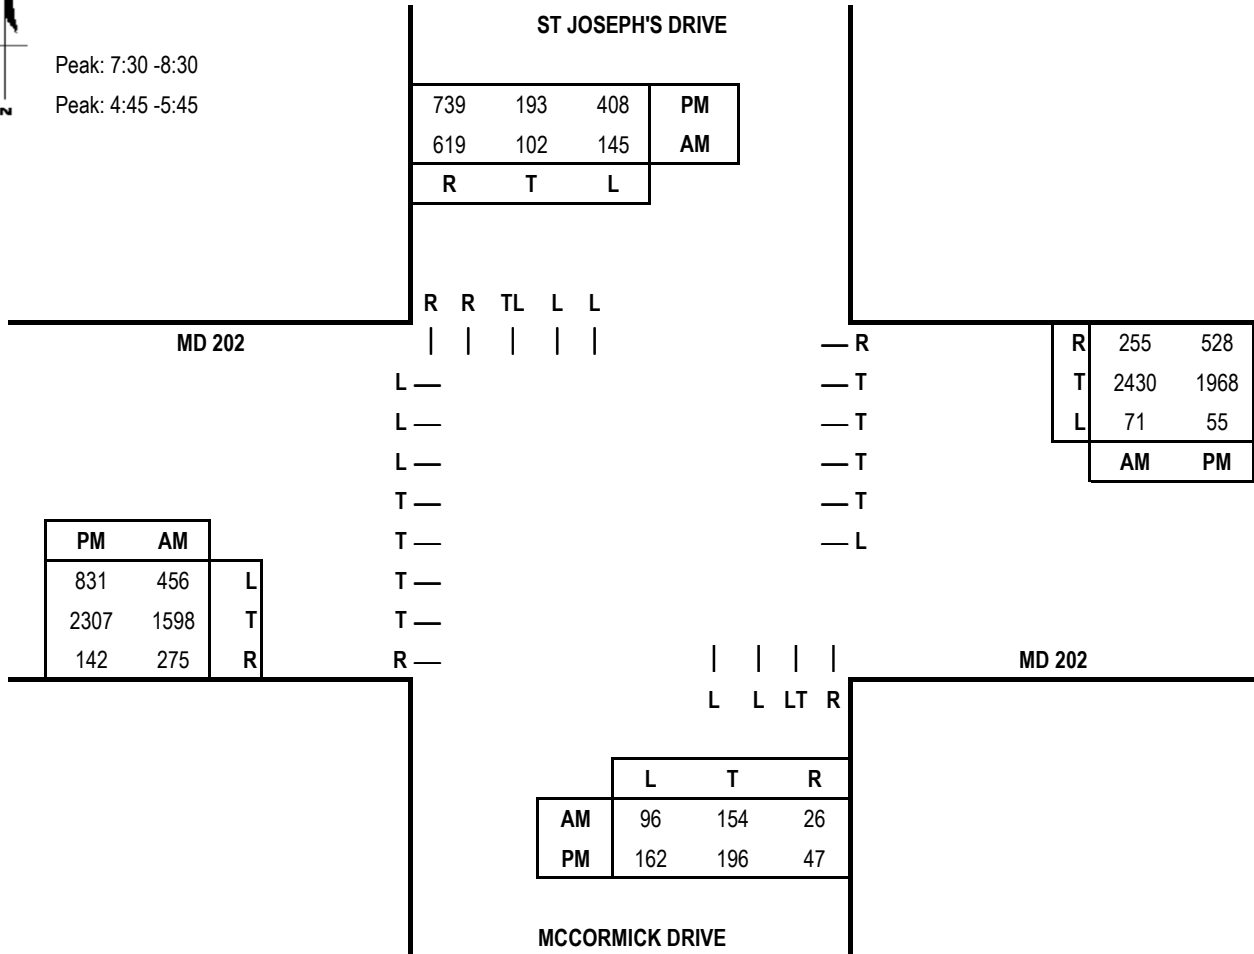 ST JOSEPH'S DRIVE
Peak: 7:30 -8:30
Peak: 4:45 -5:45
N
739 193 408 PM
619 102 145 AM
R T L
R R TL L L
MD 202
L
L
L
T
T
T
T
R
R
T
T
T
T
L
R 255 528
T 2430 1968
L 71 55
AM PM
PM AM
831 456 L
2307 1598 T
142 275 R
MD 202
L L LT R
L T R
AM 96 154 26
PM 162 196 47
MCCORMICK DRIVE